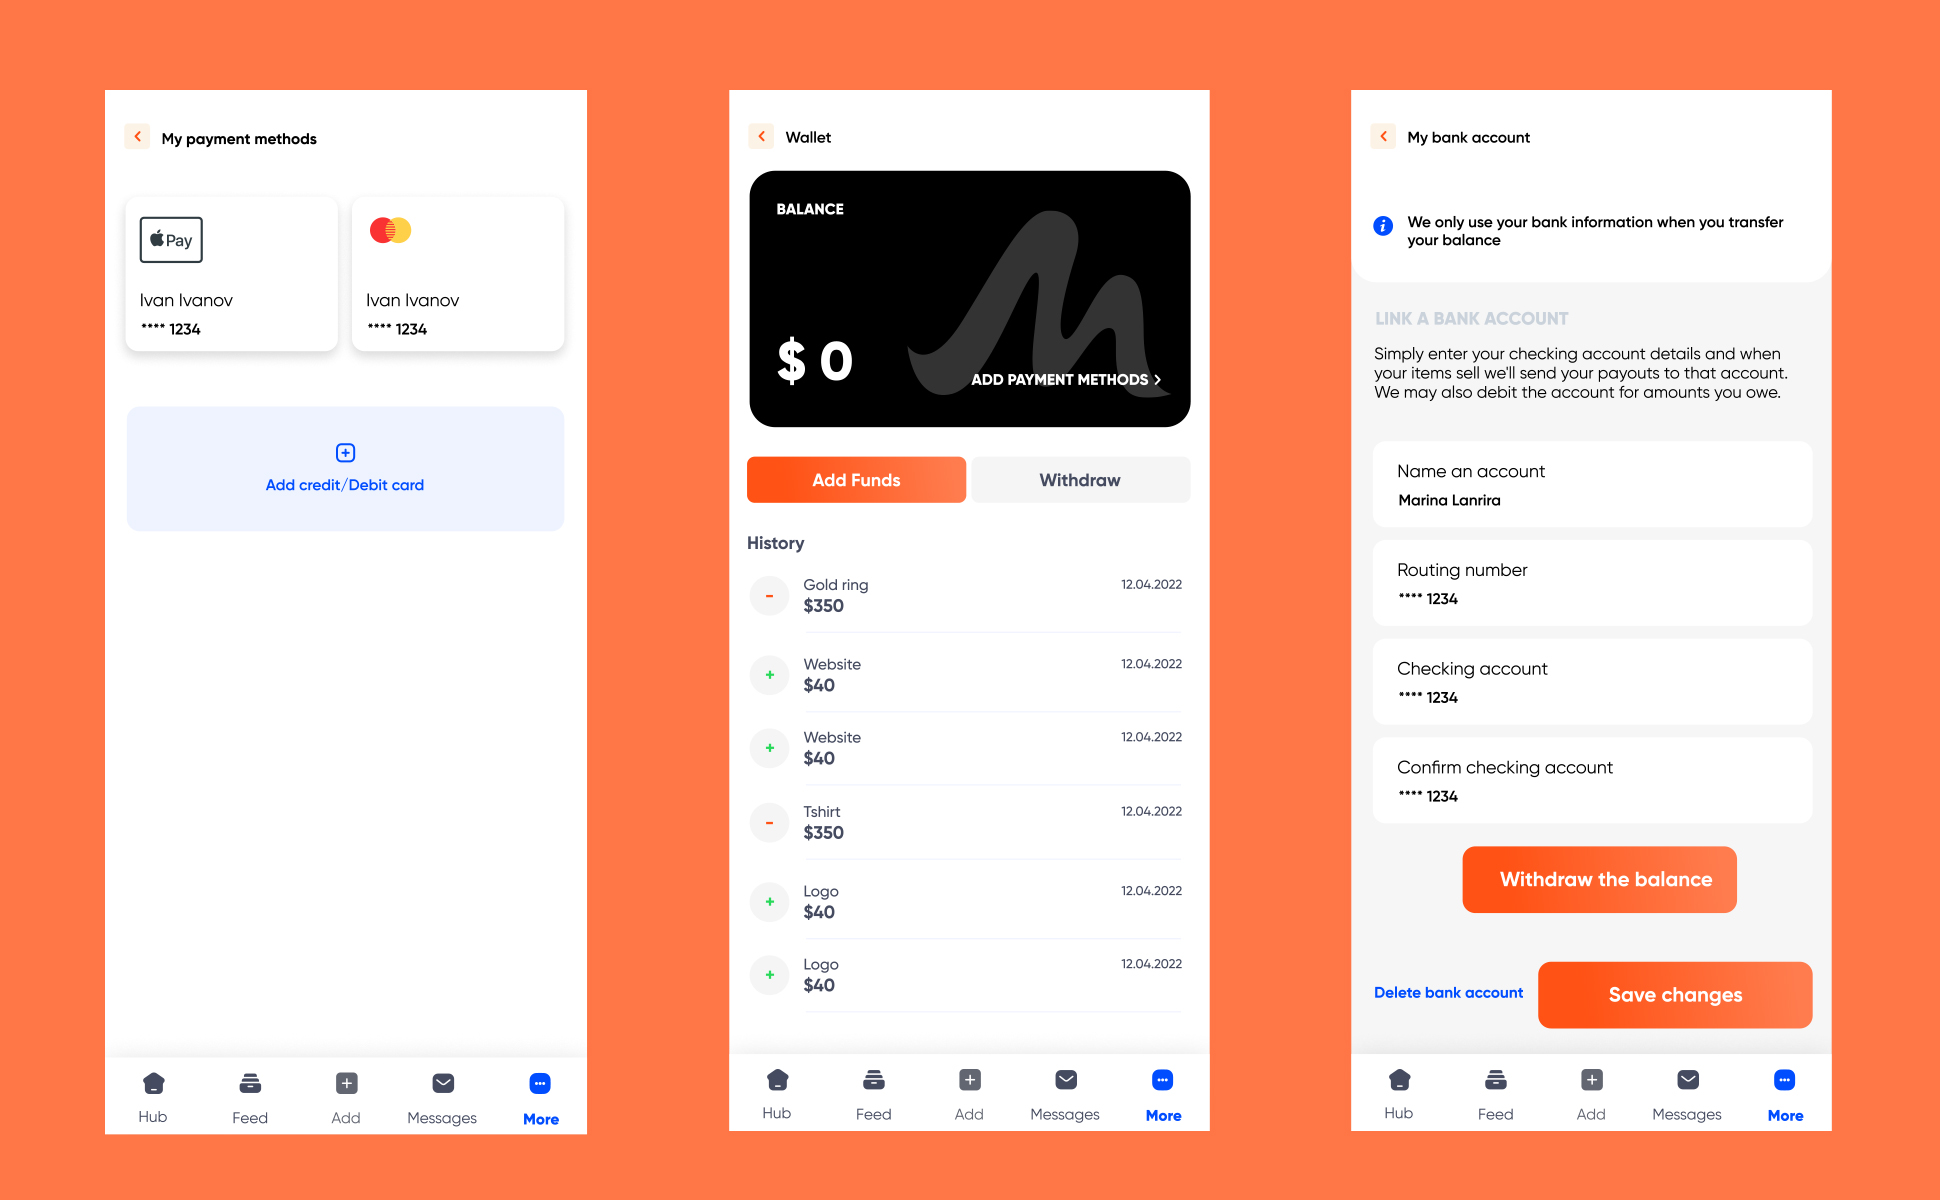 My payment methods
Pay
Ivan Ivanov
**** 1234
Ivan Ivanov
**** 1234
Add credit/Debit card
Hub
Feed
Add
Messages
More
Wallet
BALANCE
$ 0
ADD PAYMENT METHODS >
Add Funds
Withdraw
History
- Gold ring 12.04.2022
$350
+ Website 12.04.2022
$40
+ Website 12.04.2022
$40
- Tshirt 12.04.2022
$350
+ Logo 12.04.2022
$40
+ Logo 12.04.2022
$40
Hub
Feed
Add
Messages
More
My bank account
i
We only use your bank information when you transfer
your balance
LINK A BANK ACCOUNT
Simply enter your checking account details and when
your items sell we'll send your payouts to that account.
We may also debit the account for amounts you owe.
Name an account
Marina Lanrira
Routing number
**** 1234
Checking account
**** 1234
Confirm checking account
**** 1234
Withdraw the balance
Delete bank account
Save changes
Hub
Feed
Add
Messages
More